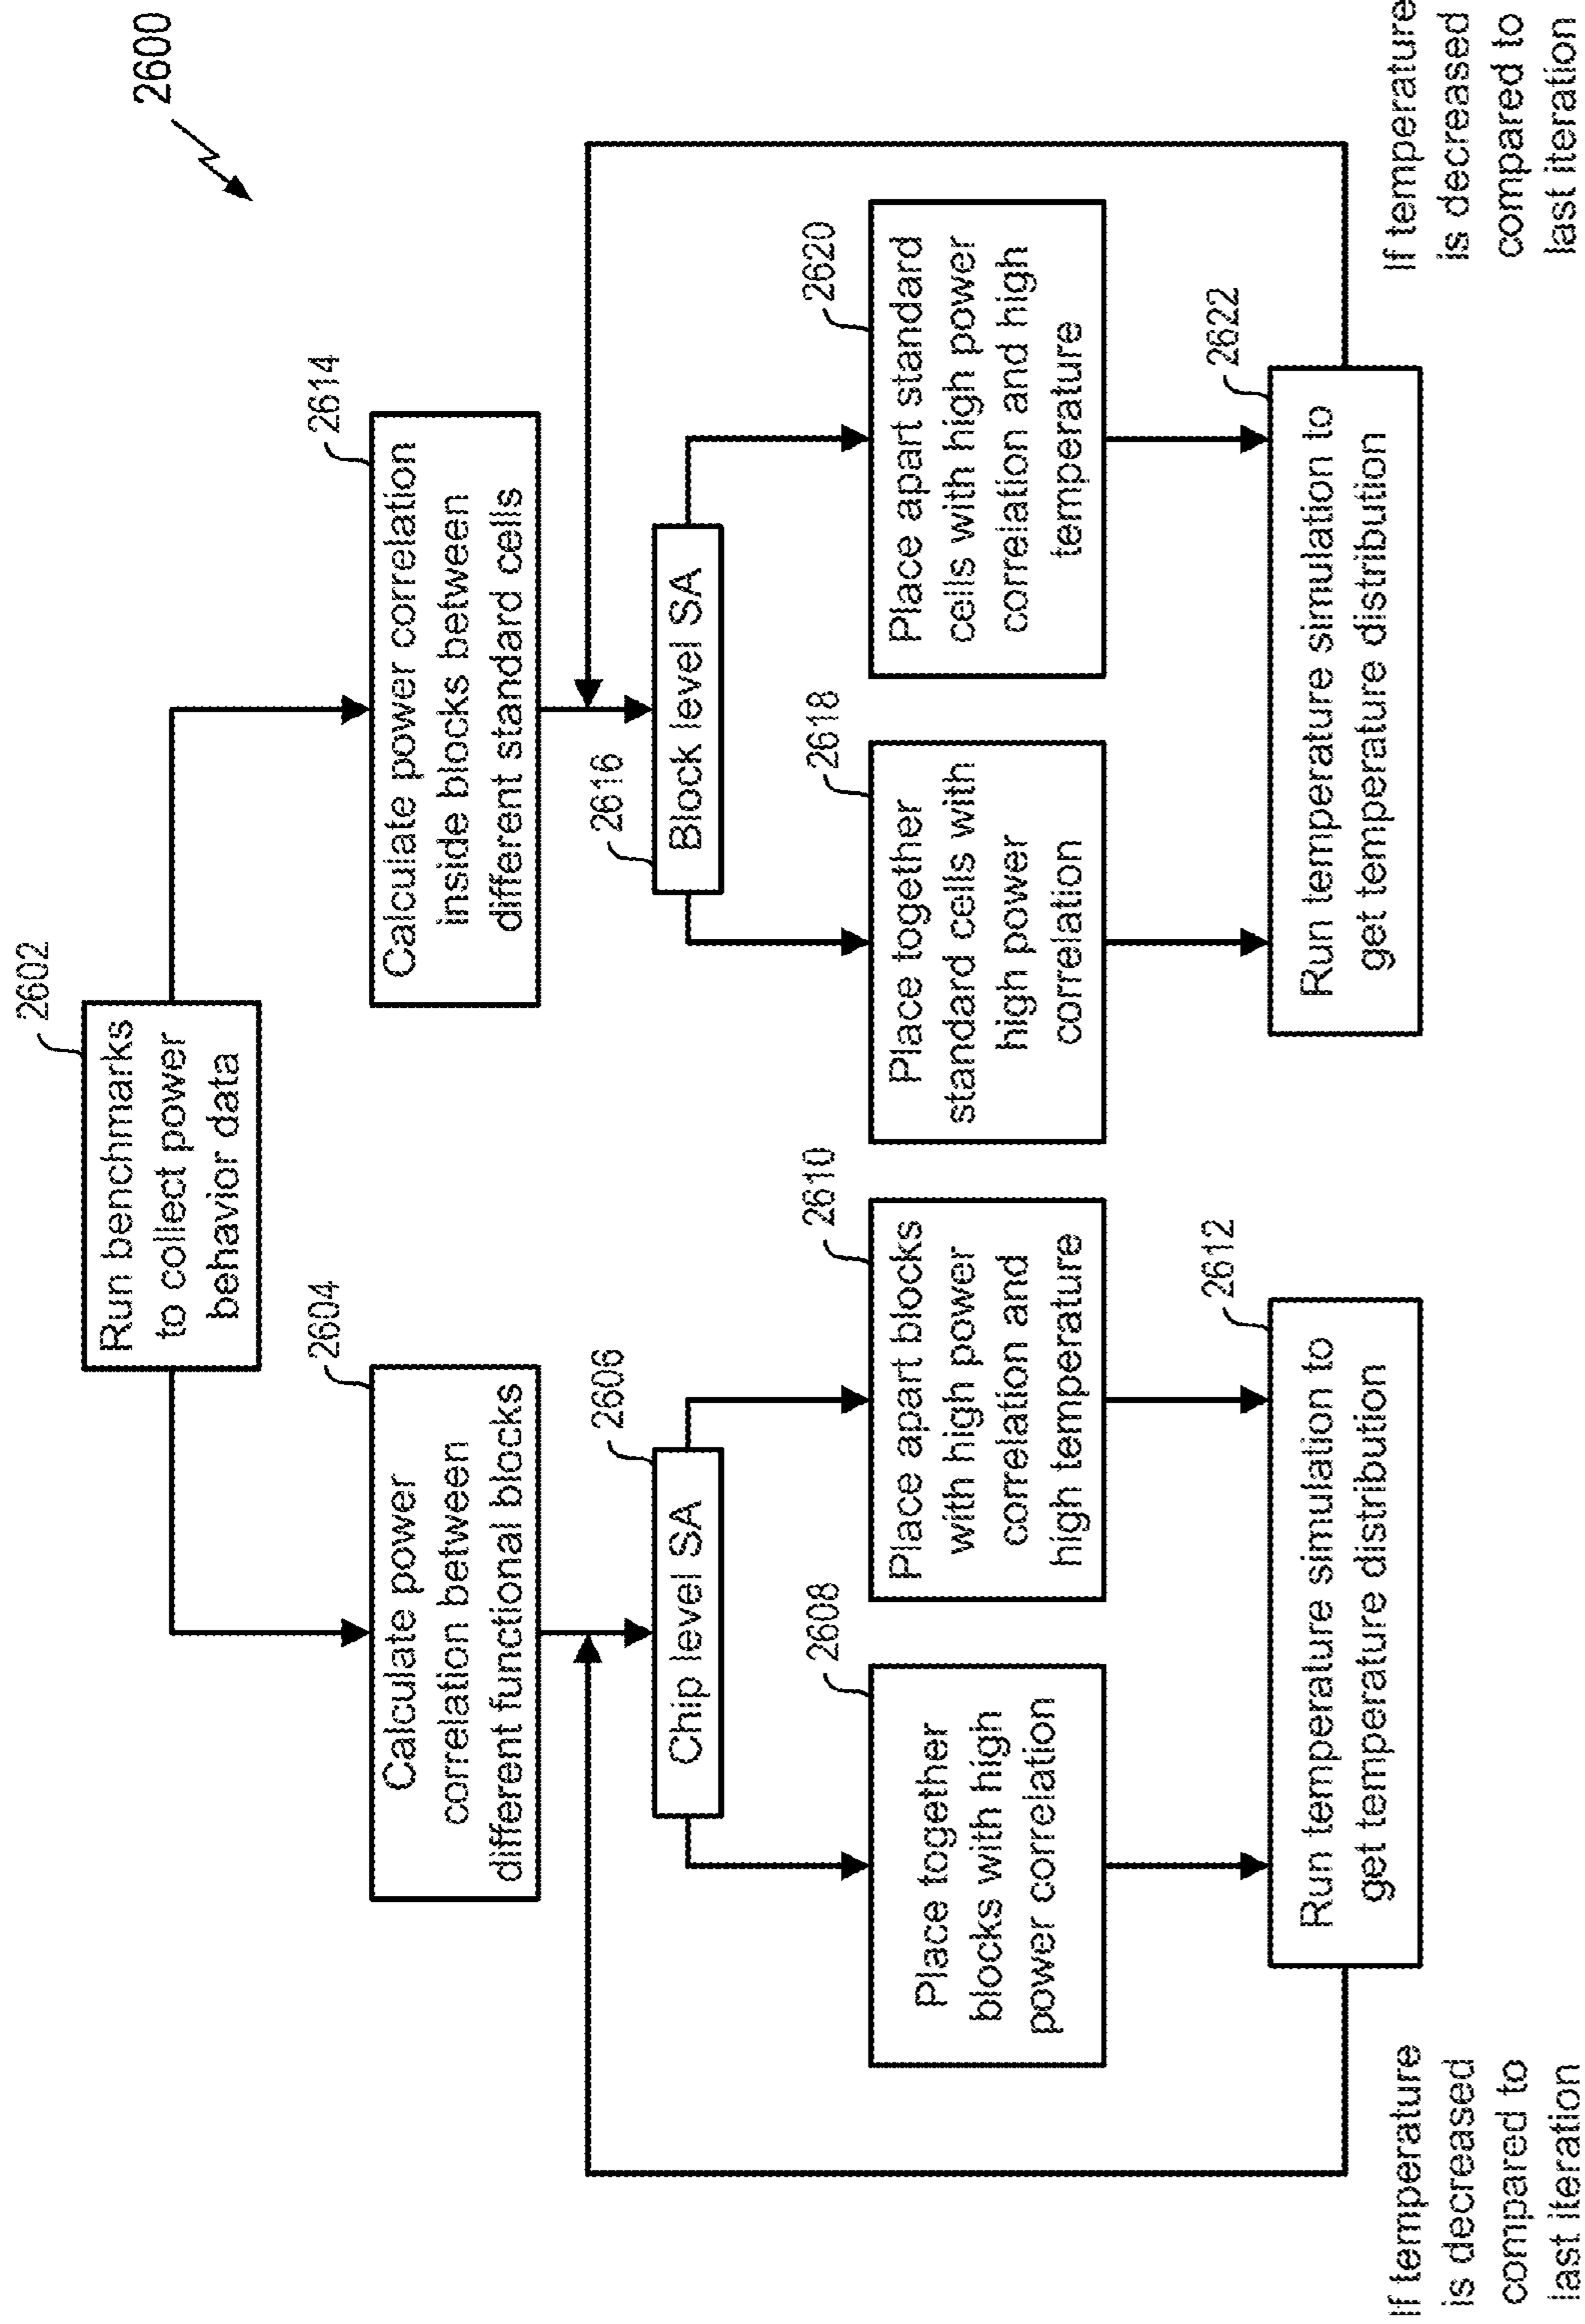 2600
2602
Run benchmarks
to collect power
behavior data
2604
Calculate power
correlation between
different functional blocks
2614
Calculate power correlation
inside blocks between
different standard cells
2606
Chip level SA
2616
Block level SA
2608
Place together
blocks with high
power correlation
2610
Place apart blocks
with high power
correlation and
high temperature
2618
Place together
standard cells with
high power
correlation
2620
Place apart standard
cells with high power
correlation and high
temperature
2612
Run temperature simulation to
get temperature distribution
2622
Run temperature simulation to
get temperature distribution
If temperature
is decreased
compared to
last iteration
If temperature
is decreased
compared to
last iteration